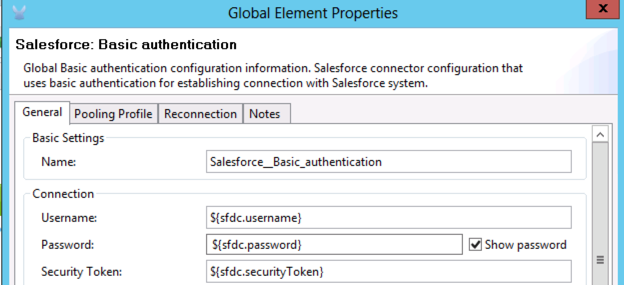 Global Element Properties
x
Salesforce: Basic authentication
Global Basic authentication configuration information. Salesforce connector configuration that
uses basic authentication for establishing connection with Salesforce system.
General Pooling Profile Reconnection Notes
Basic Settings
Name: Salesforce__Basic_authentication
Connection
Username: ${sfdc.username}
Password: ${sfdc.password} Show password
Security Token: ${sfdc.securityToken}